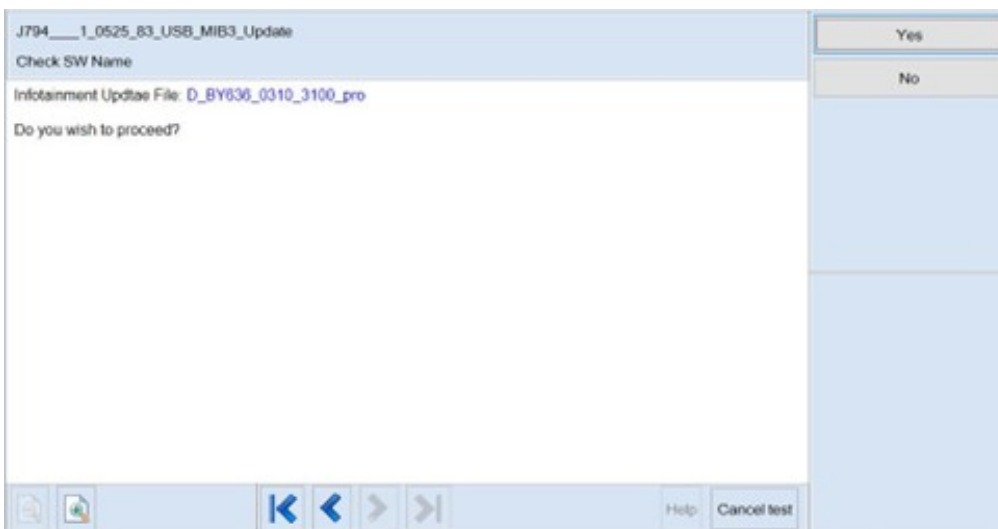 J794___1_0525_83_USB_MIB3_Update
Check SW Name
Infotainment Updtae File: D_BY636_0310_3100_pro
Do you wish to proceed?
Yes
No
Help
Cancel test